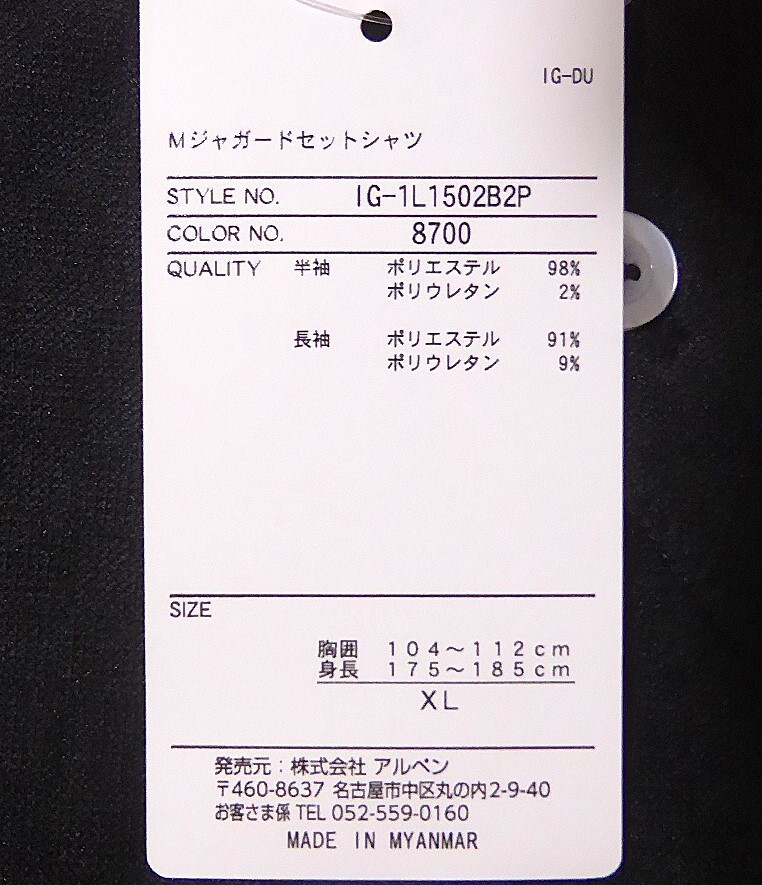 IG-DU
Mジャガードセットシャツ
STYLE NO. IG-1L1502B2P
COLOR NO. 8700
QUALITY 半袖 ポリエステル 98%
ポリウレタン 2%
長袖 ポリエステル 91%
ポリウレタン 9%
SIZE
胸囲 104～112cm
身長 175～185cm
XL
発売元：株式会社 アルペン
〒460-8637 名古屋市中区丸の内2-9-40
お客さま係 TEL 052-559-0160
MADE IN MYANMAR